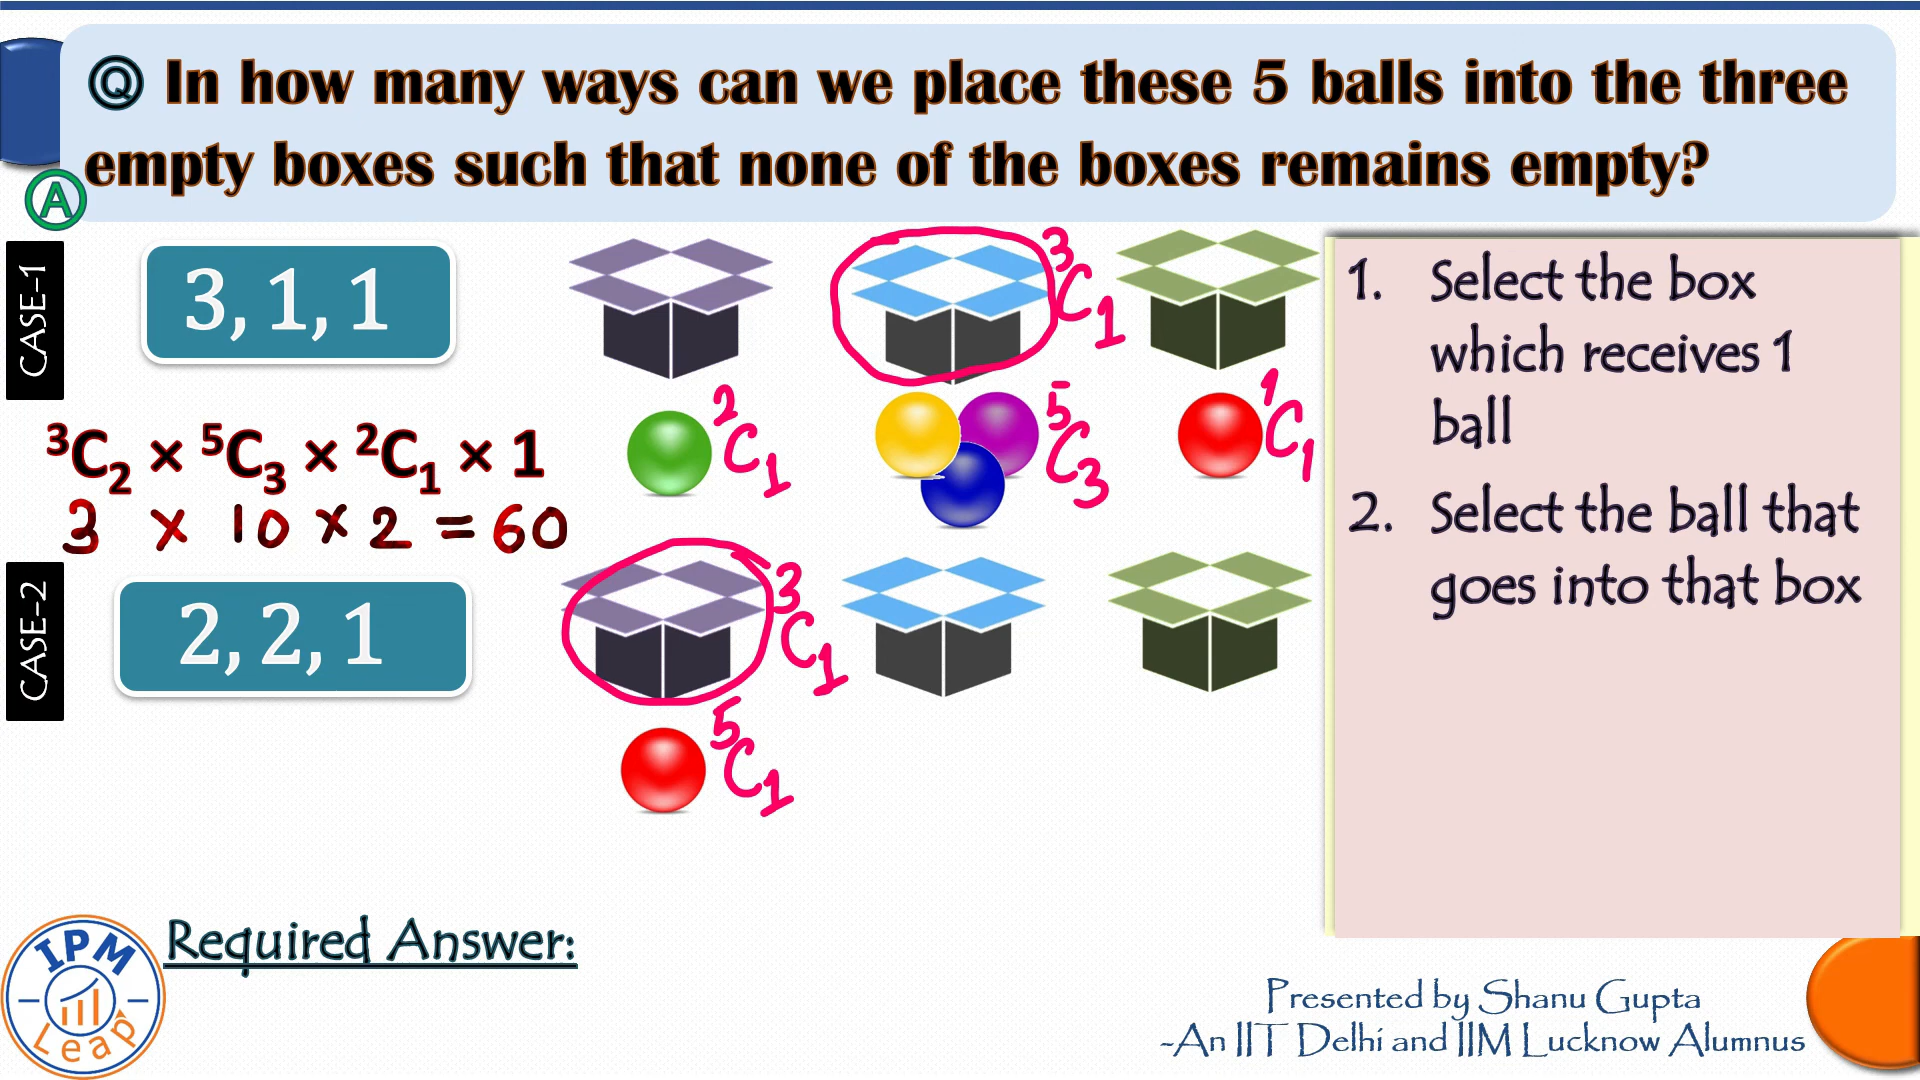 Q In how many ways can we place these 5 balls into the three
empty boxes such that none of the boxes remains empty?
A
CASE-1
3, 1, 1
³C₁
³C₂ × ⁵C₃ × ²C₁ × 1
3 × 10 × 2 = 60
²C₁
⁵C₃
¹C₁
CASE-2
2, 2, 1
³C₁
⁵C₁
1. Select the box
which receives 1
ball
2. Select the ball that
goes into that box
Required Answer:
IPM
Leap
Presented by Shanu Gupta
-An IIT Delhi and IIM Lucknow Alumnus